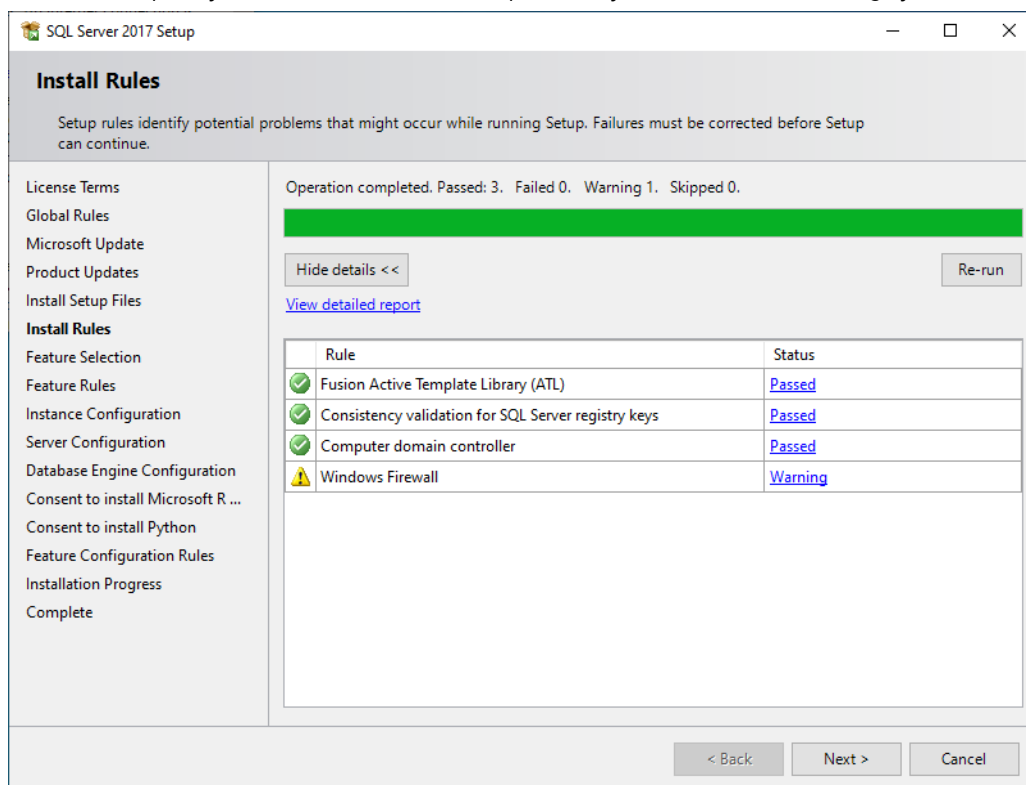 SQL Server 2017 Setup
Install Rules
Setup rules identify potential problems that might occur while running Setup. Failures must be corrected before Setup
can continue.
License Terms
Global Rules
Microsoft Update
Product Updates
Install Setup Files
Install Rules
Feature Selection
Feature Rules
Instance Configuration
Server Configuration
Database Engine Configuration
Consent to install Microsoft R ...
Consent to install Python
Feature Configuration Rules
Installation Progress
Complete
Operation completed. Passed: 3. Failed 0. Warning 1. Skipped 0.
Hide details <<
Re-run
View detailed report
Rule Status
Fusion Active Template Library (ATL) Passed
Consistency validation for SQL Server registry keys Passed
Computer domain controller Passed
Windows Firewall Warning
< Back Next > Cancel